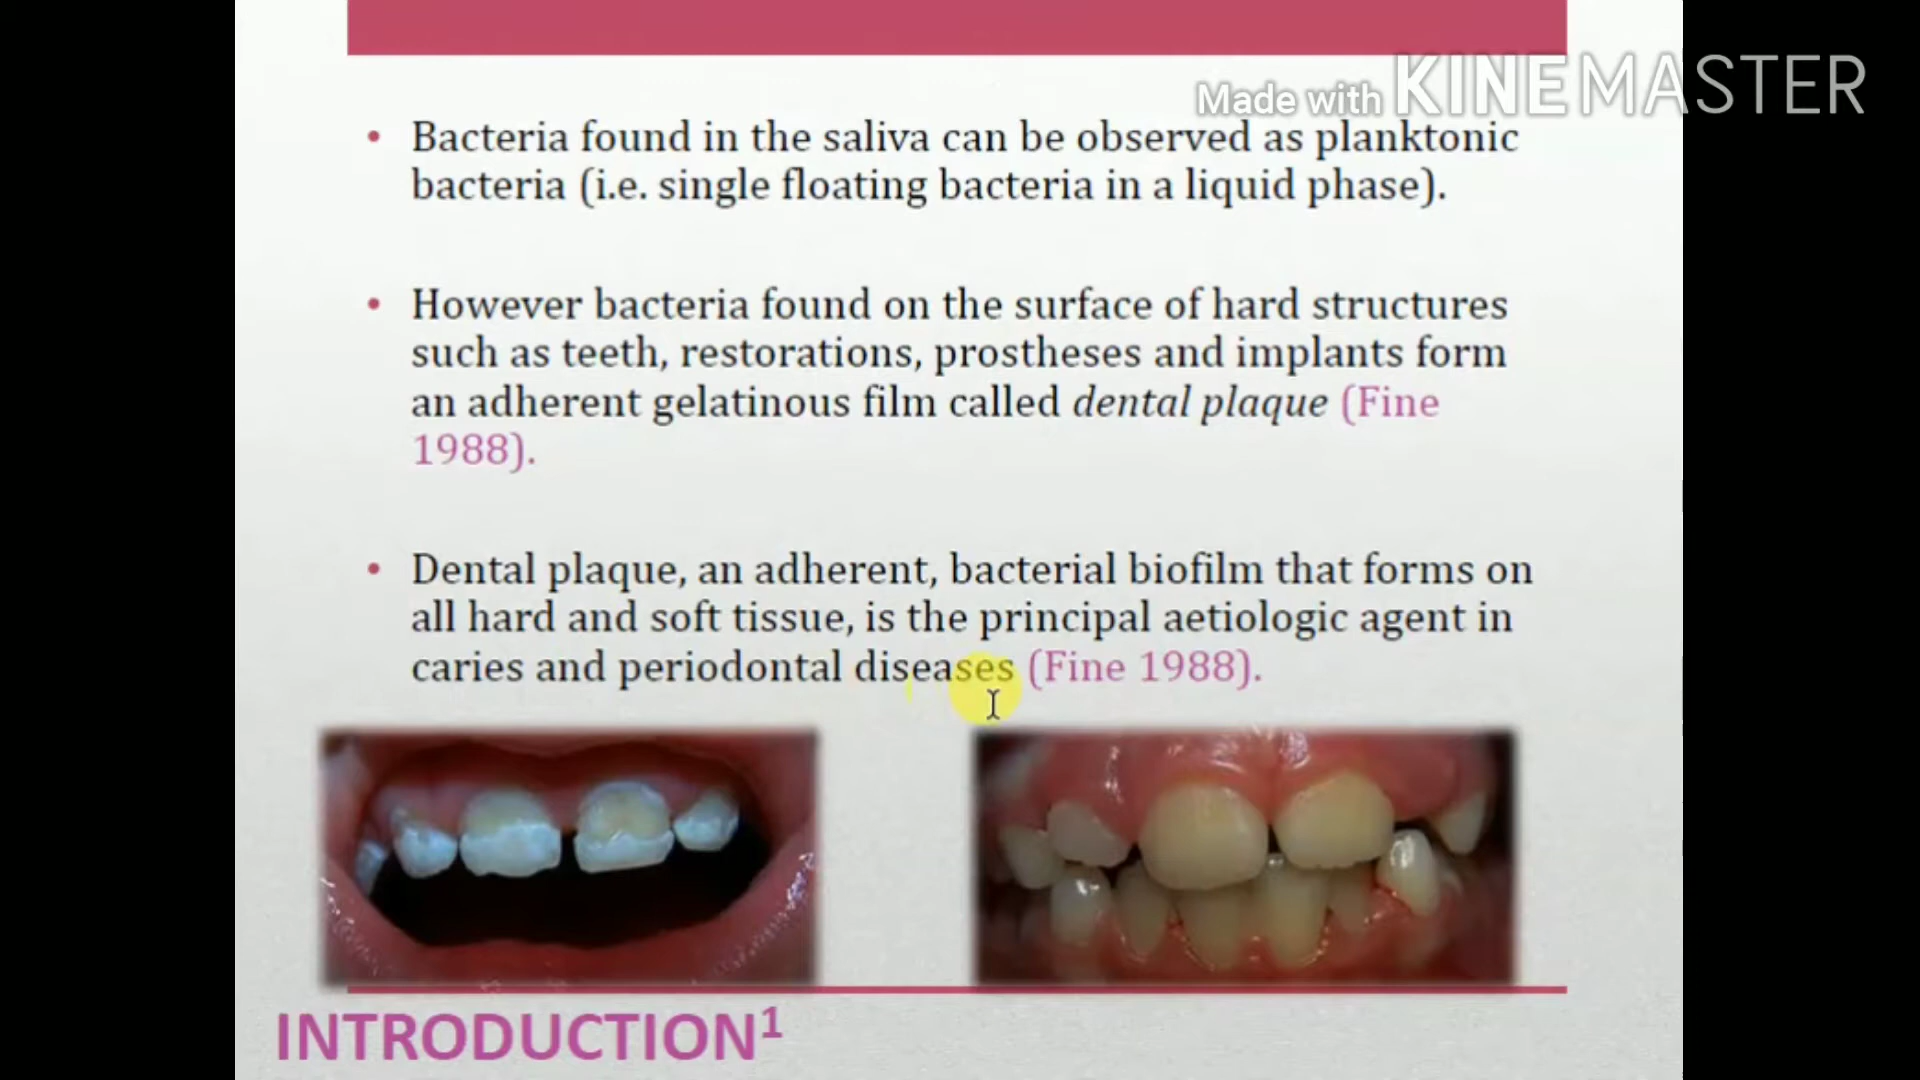 Made with KINEMASTER
• Bacteria found in the saliva can be observed as planktonic
bacteria (i.e. single floating bacteria in a liquid phase).
• However bacteria found on the surface of hard structures
such as teeth, restorations, prostheses and implants form
an adherent gelatinous film called dental plaque (Fine
1988).
• Dental plaque, an adherent, bacterial biofilm that forms on
all hard and soft tissue, is the principal aetiologic agent in
caries and periodontal diseases (Fine 1988).
INTRODUCTION¹